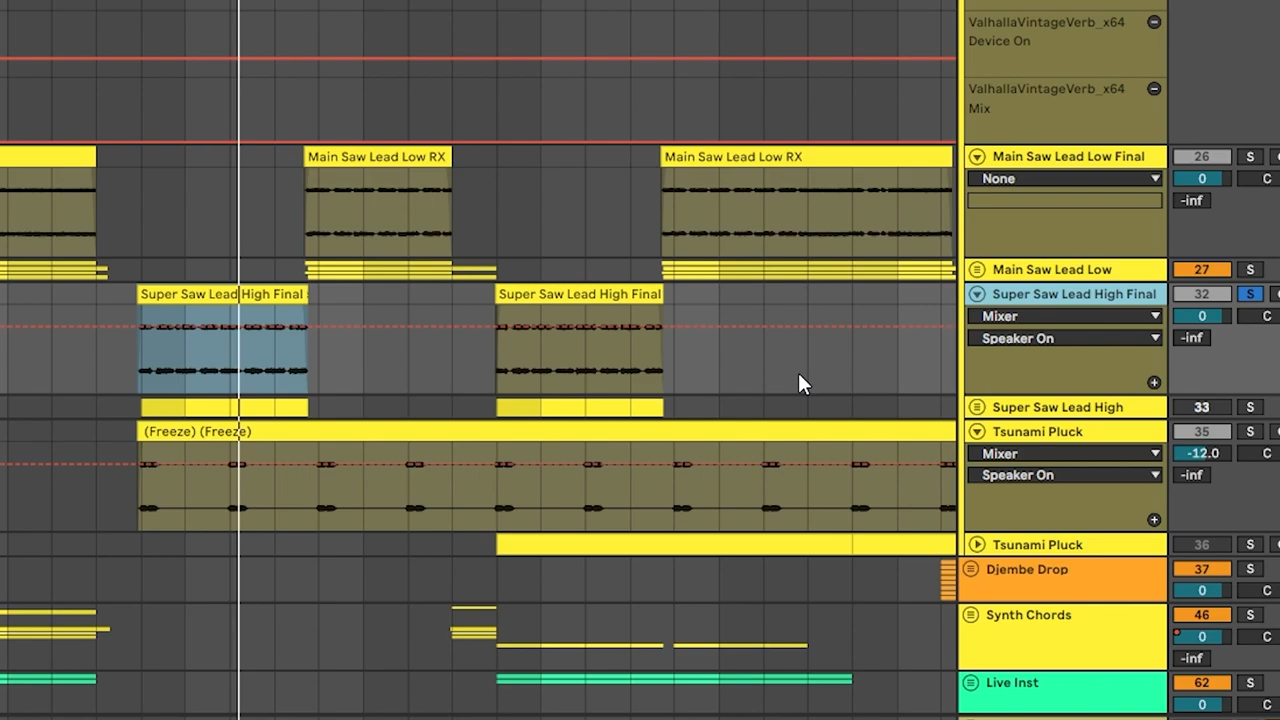 ValhallaVintageVerb_x64
Device On
ValhallaVintageVerb_x64
Mix
Main Saw Lead Low RX
Main Saw Lead Low RX
Main Saw Lead Low Final
26
S
None
0
C
-inf
Main Saw Lead Low
27
S
Super Saw Lead High Final
Super Saw Lead High Final
Super Saw Lead High Final
32
S
Mixer
0
C
Speaker On
-inf
Super Saw Lead High
33
S
(Freeze) (Freeze)
Tsunami Pluck
35
S
Mixer
-12.0
C
Speaker On
-inf
Tsunami Pluck
36
S
Djembe Drop
37
S
0
C
Synth Chords
46
S
0
C
-inf
Live Inst
62
S
0
C